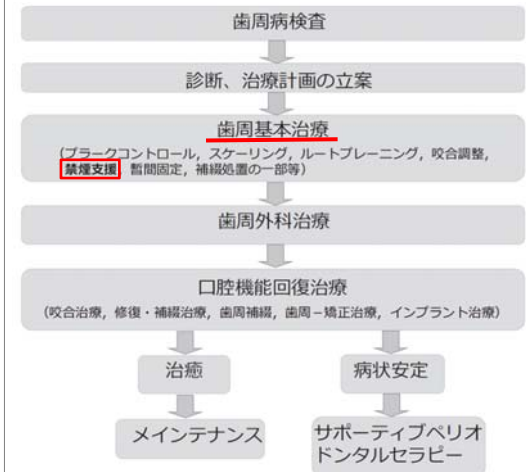 歯周病検査
診断、治療計画の立案
歯周基本治療
(プラークコントロール, スケーリング, ルートプレーニング, 咬合調整,
禁煙支援, 暫間固定, 補綴処置の一部等)
歯周外科治療
口腔機能回復治療
(咬合治療, 修復・補綴治療, 歯周補綴, 歯周－矯正治療, インプラント治療)
治癒
病状安定
メインテナンス
サポーティブペリオ
ドンタルセラピー